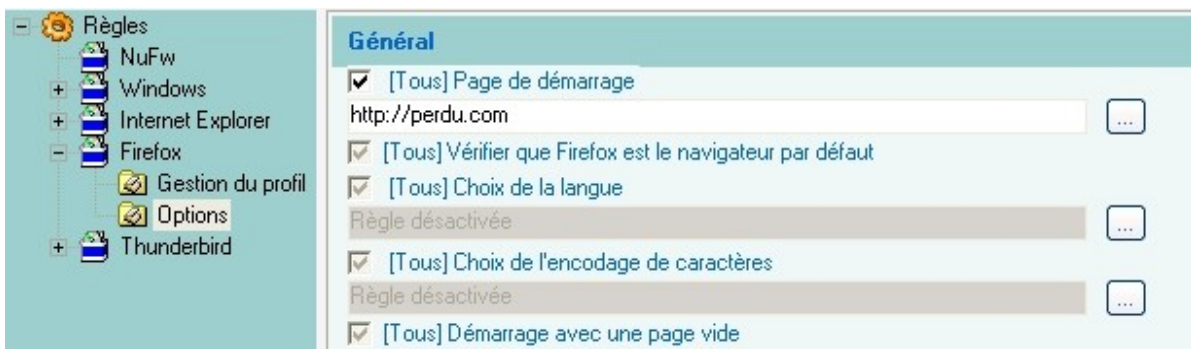 Règles
NuFw
Windows
Internet Explorer
Firefox
Gestion du profil
Options
Thunderbird
Général
[Tous] Page de démarrage
http://perdu.com
...
[Tous] Vérifier que Firefox est le navigateur par défaut
[Tous] Choix de la langue
Règle désactivée
...
[Tous] Choix de l'encodage de caractères
Règle désactivée
...
[Tous] Démarrage avec une page vide